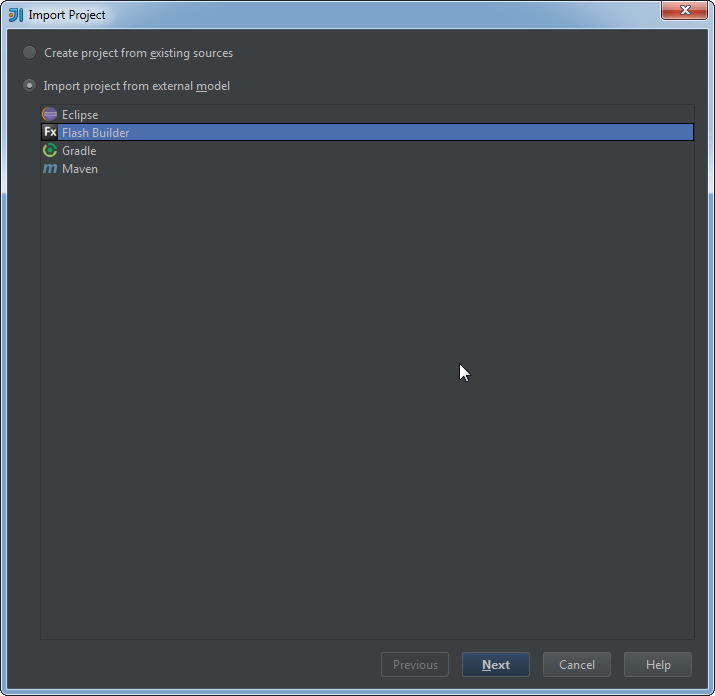 Import Project
Create project from existing sources
Import project from external model
Eclipse
Fx Flash Builder
Gradle
m Maven
Previous Next Cancel Help